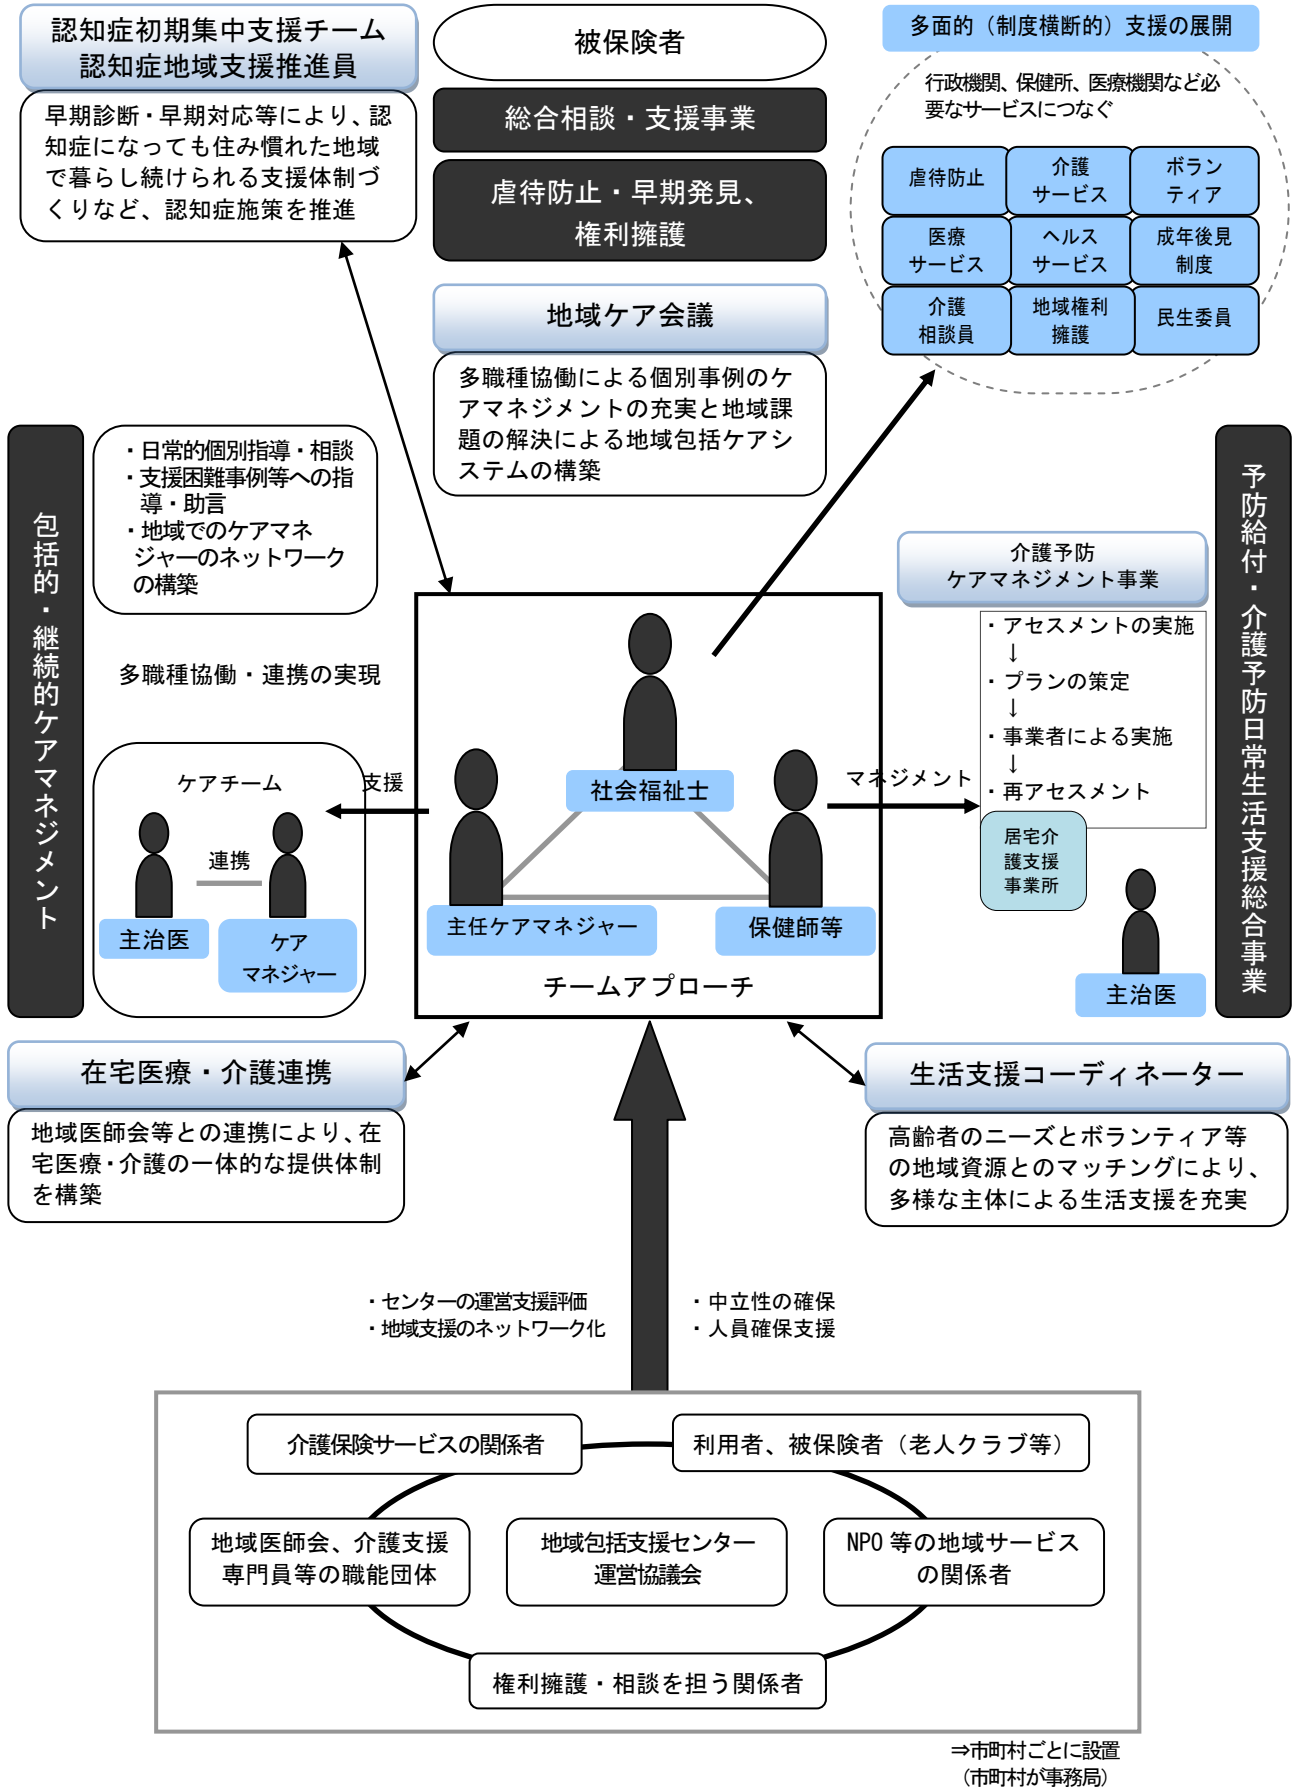 認知症初期集中支援チーム
認知症地域支援推進員
早期診断・早期対応等により、認
知症になっても住み慣れた地域
で暮らし続けられる支援体制づ
くりなど、認知症施策を推進
被保険者
総合相談・支援事業
虐待防止・早期発見、
権利擁護
多面的（制度横断的）支援の展開
行政機関、保健所、医療機関など必
要なサービスにつなぐ
虐待防止
介護
サービス
ボラン
ティア
医療
サービス
ヘルス
サービス
成年後見
制度
介護
相談員
地域権利
擁護
民生委員
地域ケア会議
多職種協働による個別事例のケ
アマネジメントの充実と地域課
題の解決による地域包括ケアシ
ステムの構築
包括的・継続的ケアマネジメント
・日常的個別指導・相談
・支援困難事例等への指
導・助言
・地域でのケアマネ
ジャーのネットワーク
の構築
多職種協働・連携の実現
ケアチーム
連携
主治医
ケア
マネジャー
支援
社会福祉士
主任ケアマネジャー
保健師等
チームアプローチ
マネジメント
介護予防
ケアマネジメント事業
・アセスメントの実施
↓
・プランの策定
↓
・事業者による実施
↓
・再アセスメント
居宅介
護支援
事業所
主治医
予防給付・介護予防日常生活支援総合事業
在宅医療・介護連携
地域医師会等との連携により、在
宅医療・介護の一体的な提供体制
を構築
生活支援コーディネーター
高齢者のニーズとボランティア等
の地域資源とのマッチングにより、
多様な主体による生活支援を充実
・センターの運営支援評価
・地域支援のネットワーク化
・中立性の確保
・人員確保支援
介護保険サービスの関係者
利用者、被保険者（老人クラブ等）
地域医師会、介護支援
専門員等の職能団体
地域包括支援センター
運営協議会
NPO 等の地域サービス
の関係者
権利擁護・相談を担う関係者
⇒市町村ごとに設置
（市町村が事務局）